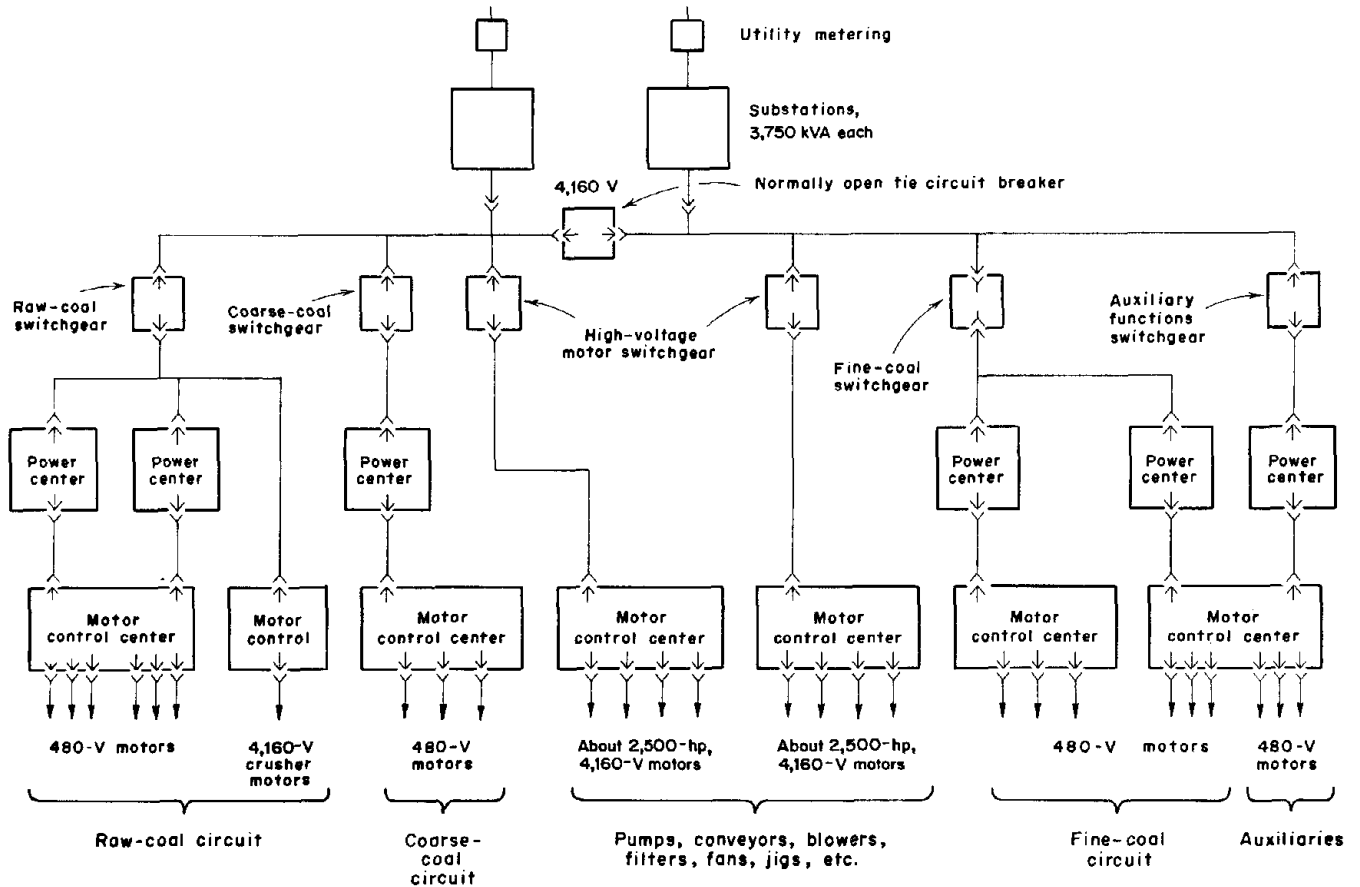 Utility metering
Substations,
3,750 kVA each
4,160 V
Normally open tie circuit breaker
Raw-coal
switchgear
Coarse-coal
switchgear
High-voltage
motor switchgear
Fine-coal
switchgear
Auxiliary
functions
switchgear
Power
center
Power
center
Power
center
Power
center
Power
center
Power
center
Motor
control center
Motor
control
Motor
control center
Motor
control center
Motor
control center
Motor
control center
Motor
control center
480-V motors
4,160-V
crusher
motors
480-V
motors
About 2,500-hp,
4,160-V motors
About 2,500-hp,
4,160-V motors
480-V motors
480-V
motors
Raw-coal circuit
Coarse-
coal
circuit
Pumps, conveyors, blowers,
filters, fans, jigs, etc.
Fine-coal
circuit
Auxiliaries